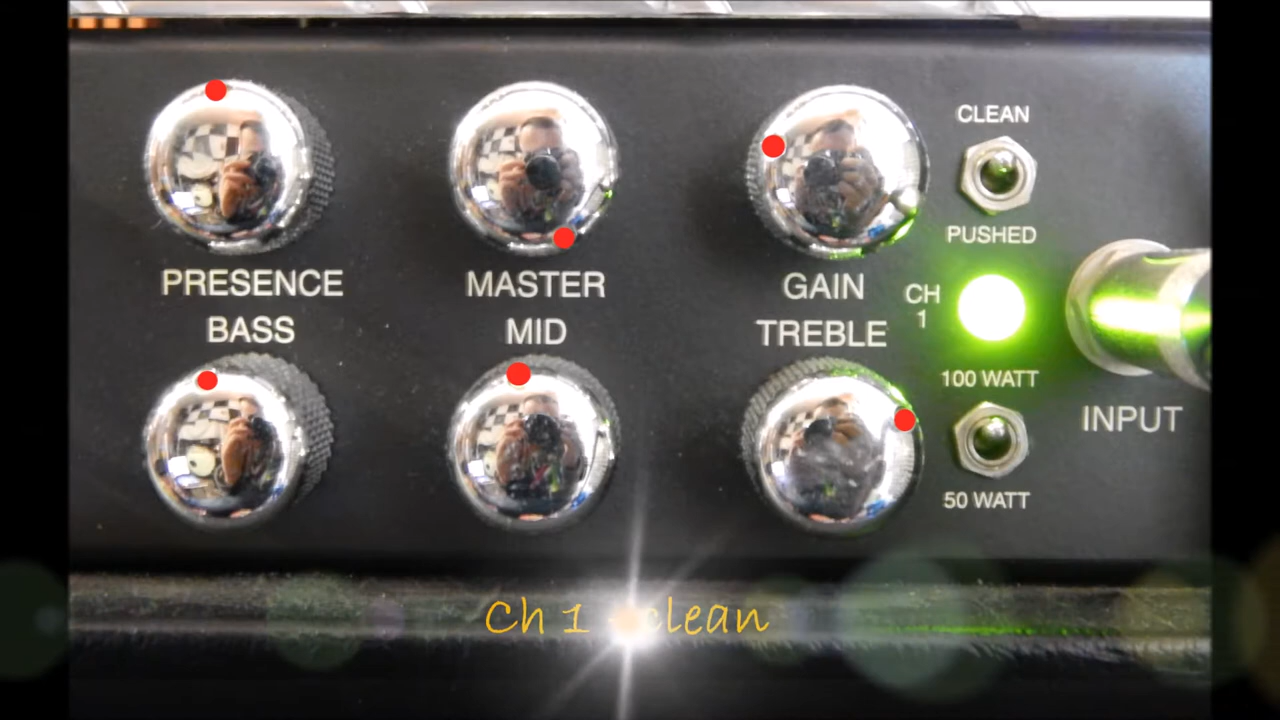 CLEAN
PUSHED
PRESENCE MASTER GAIN
CH
1
BASS MID TREBLE
100 WATT
INPUT
50 WATT
Ch 1 - clean